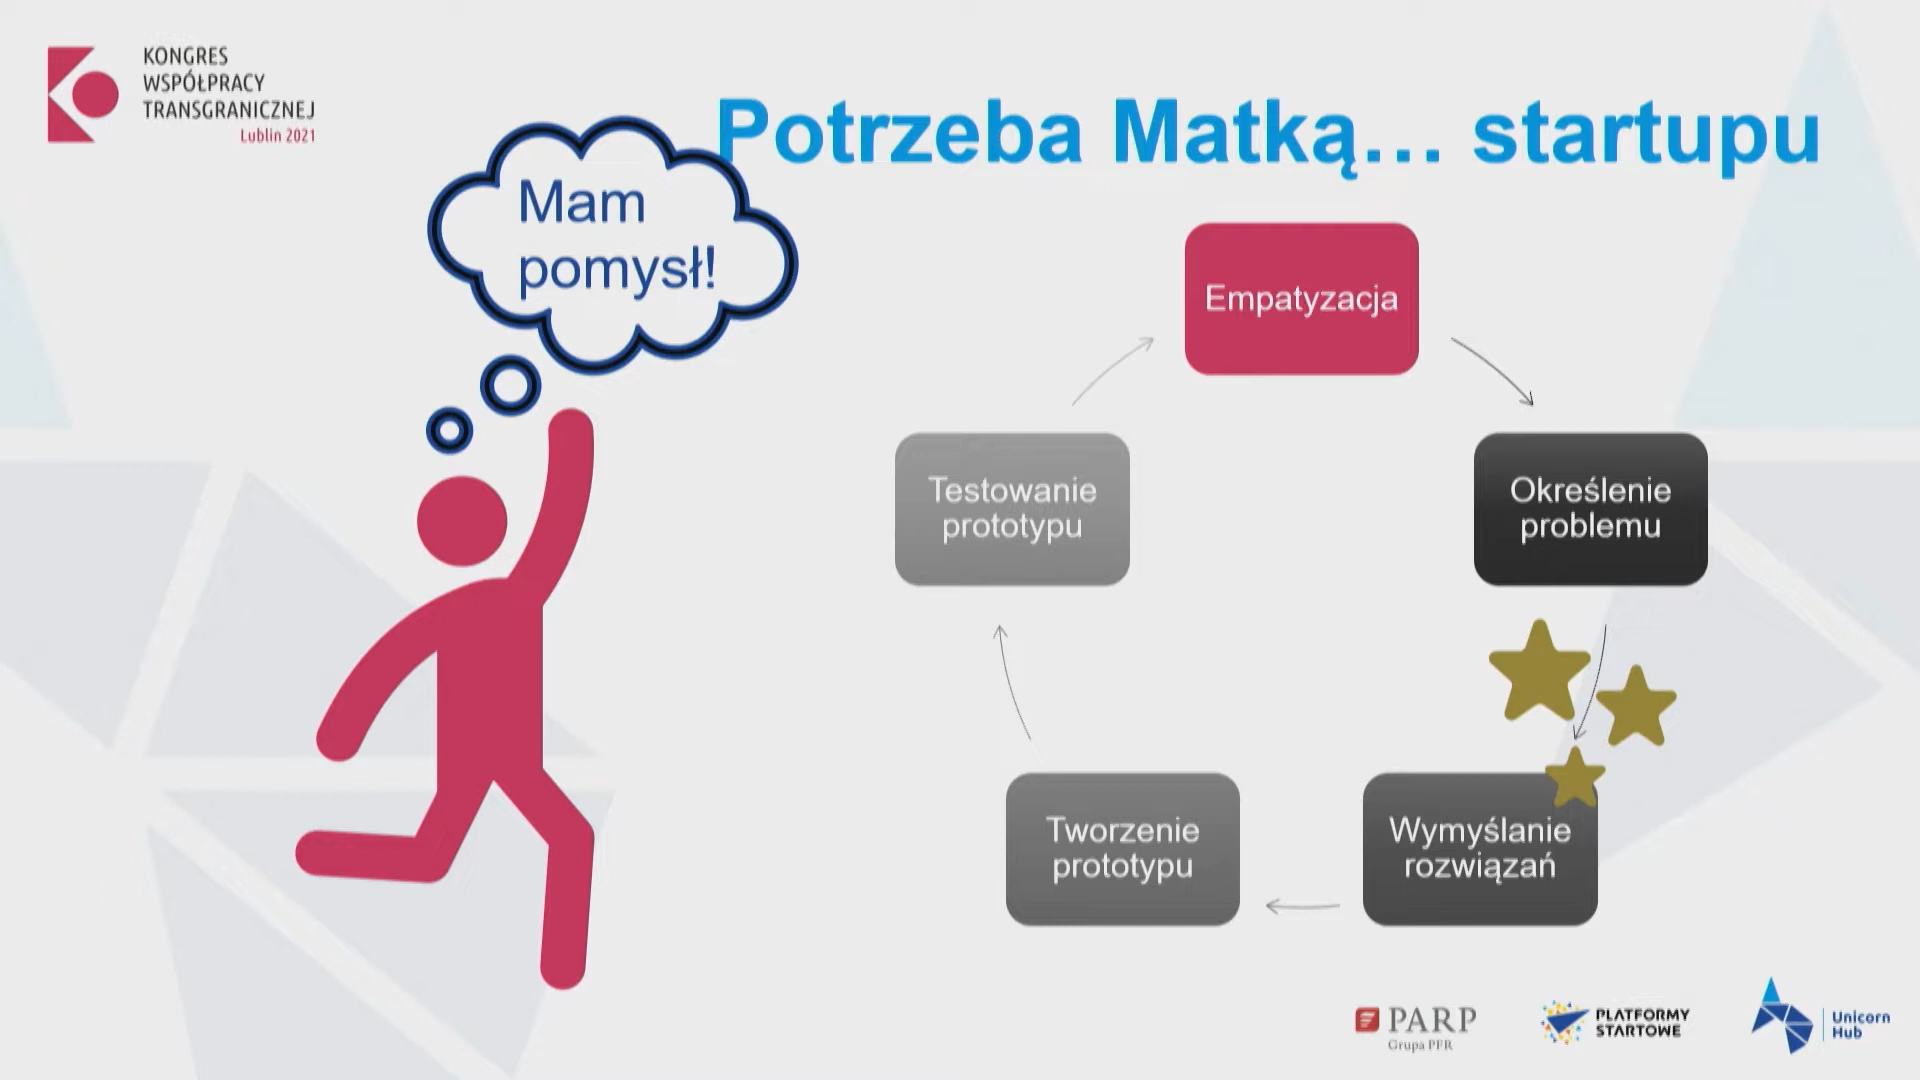 KONGRES
WSPÓŁPRACY
TRANSGRANICZNEJ
Lublin 2021
Potrzeba Matką... startupu
Mam
pomysł!
Empatyzacja
Określenie
problemu
Wymyślanie
rozwiązań
Tworzenie
prototypu
Testowanie
prototypu
PARP
Grupa PFR
PLATFORMY
STARTOWE
Unicorn
Hub